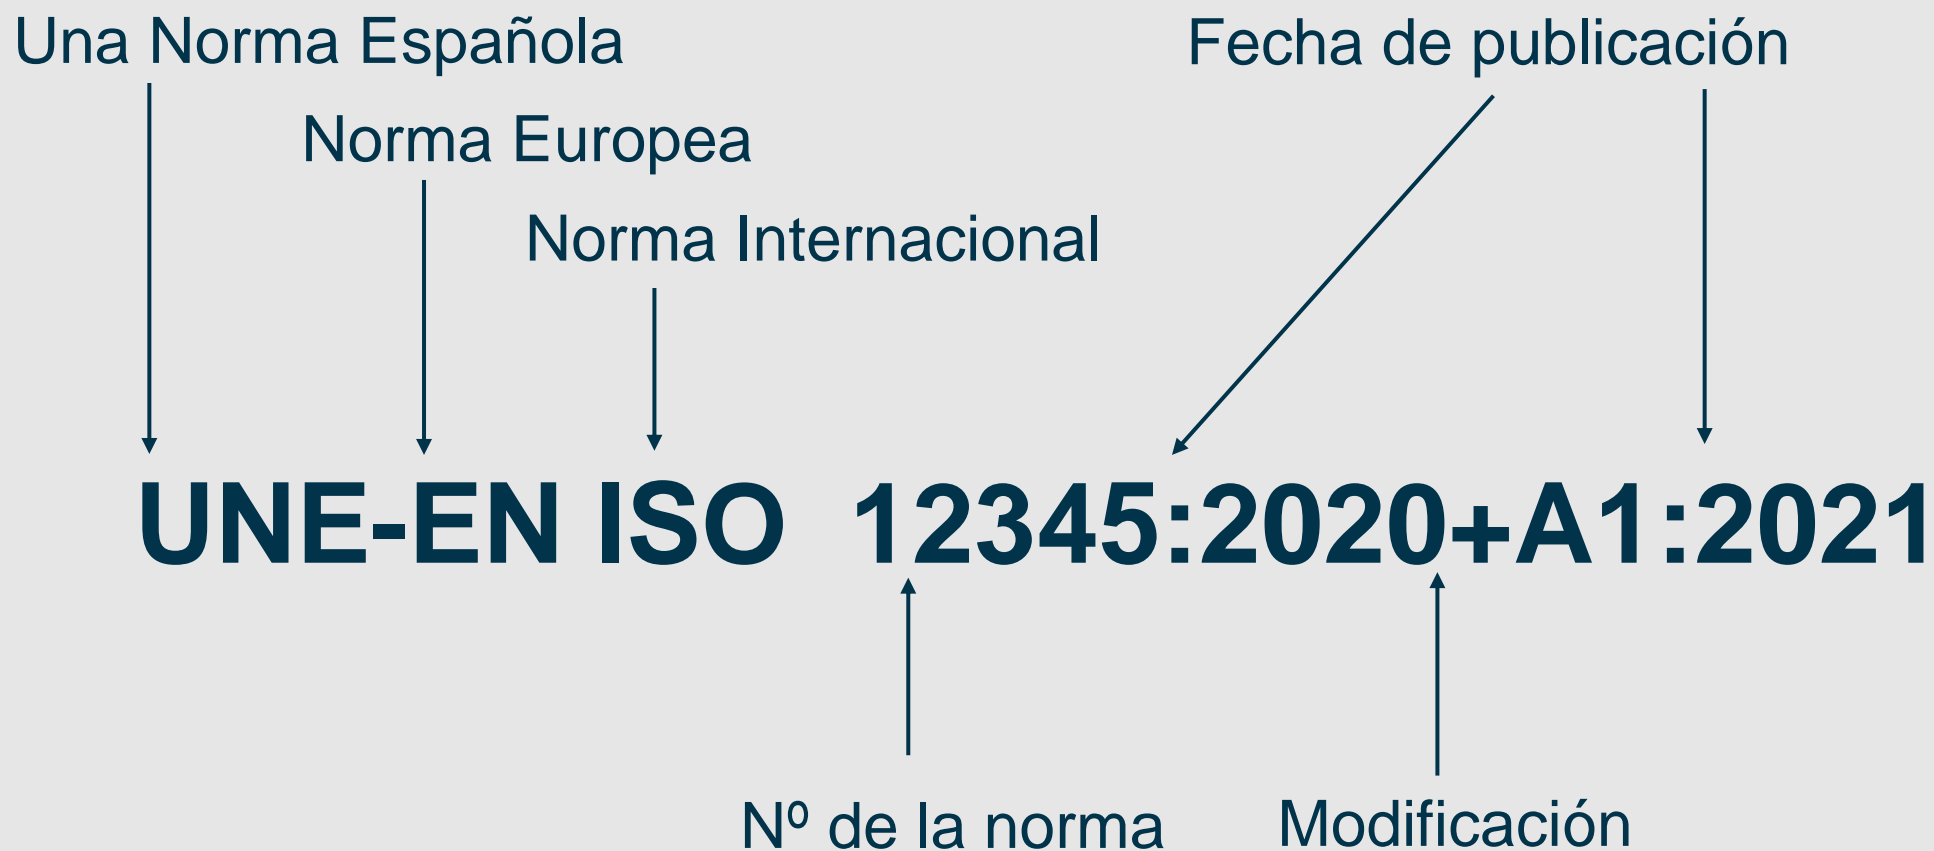 Una Norma Española
Fecha de publicación
Norma Europea
Norma Internacional
UNE-EN ISO 12345:2020+A1:2021
Nº de la norma
Modificación